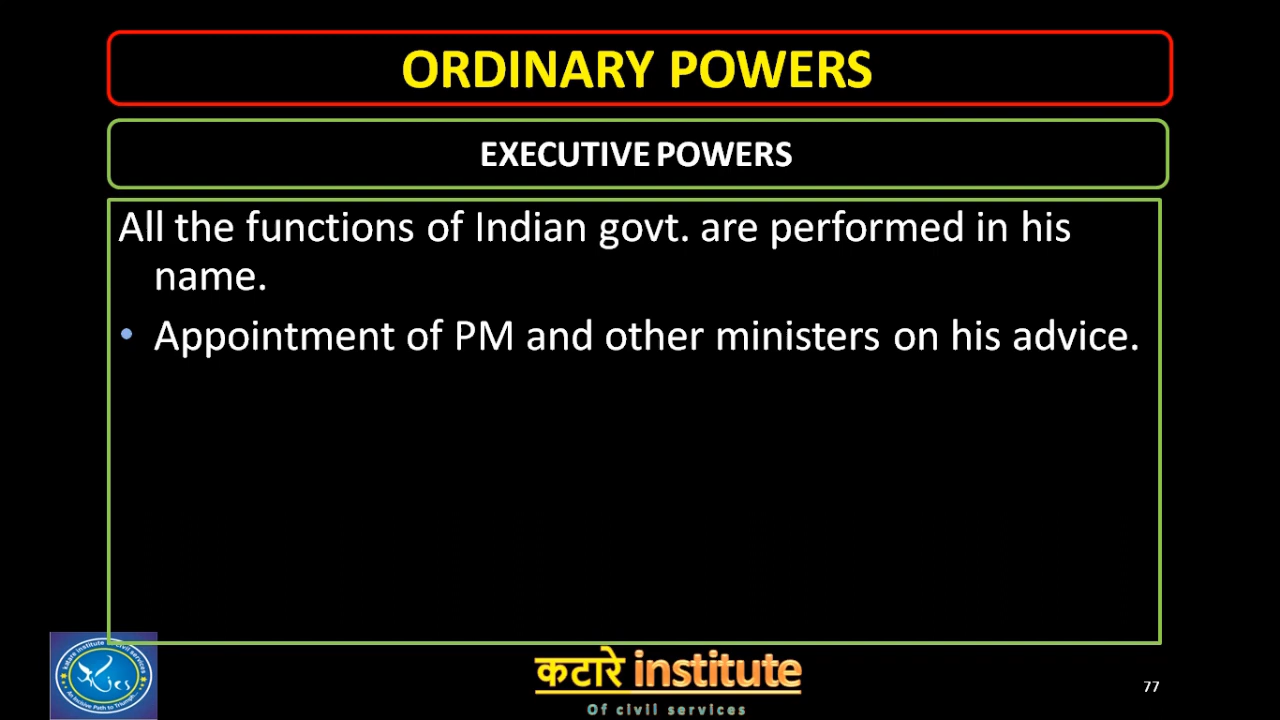 ORDINARY POWERS
EXECUTIVE POWERS
All the functions of Indian govt. are performed in his
name.
• Appointment of PM and other ministers on his advice.
कटारे institute
Of civil services
77